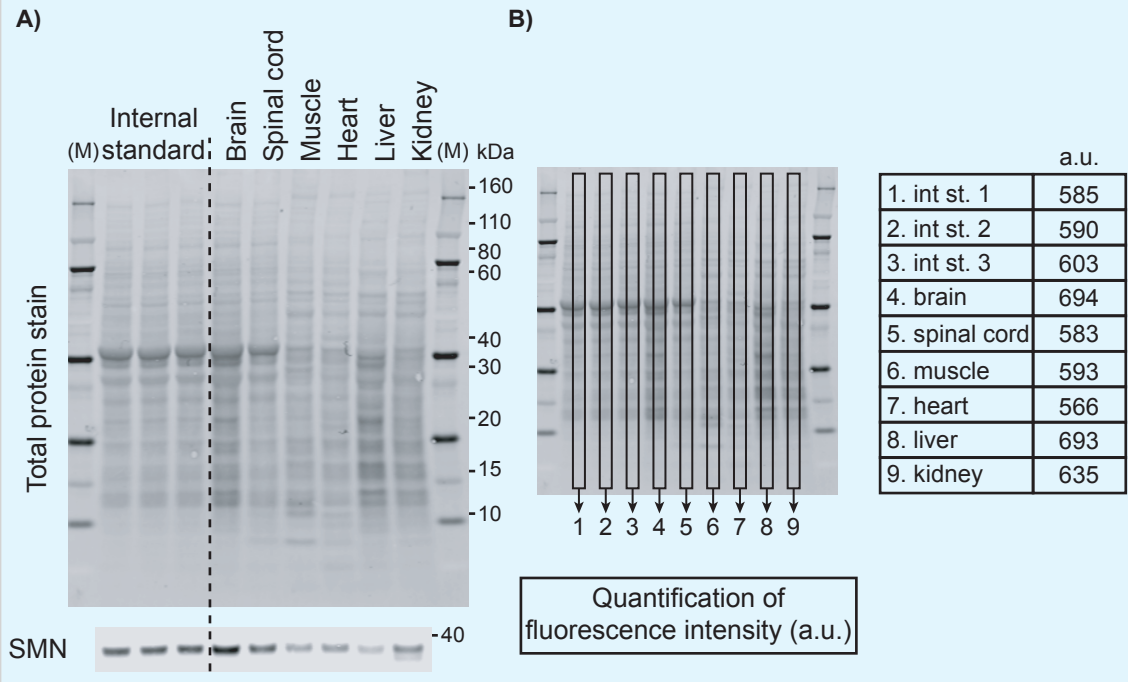 A)
Internal
standard
Brain
Spinal cord
Muscle
Heart
Liver
Kidney
(M)
(M)
kDa
160
110
80
60
40
30
20
15
10
Total protein stain
SMN
40
B)
1 2 3 4 5 6 7 8 9
Quantification of
fluorescence intensity (a.u.)
a.u.
1. int st. 1 585
2. int st. 2 590
3. int st. 3 603
4. brain 694
5. spinal cord 583
6. muscle 593
7. heart 566
8. liver 693
9. kidney 635